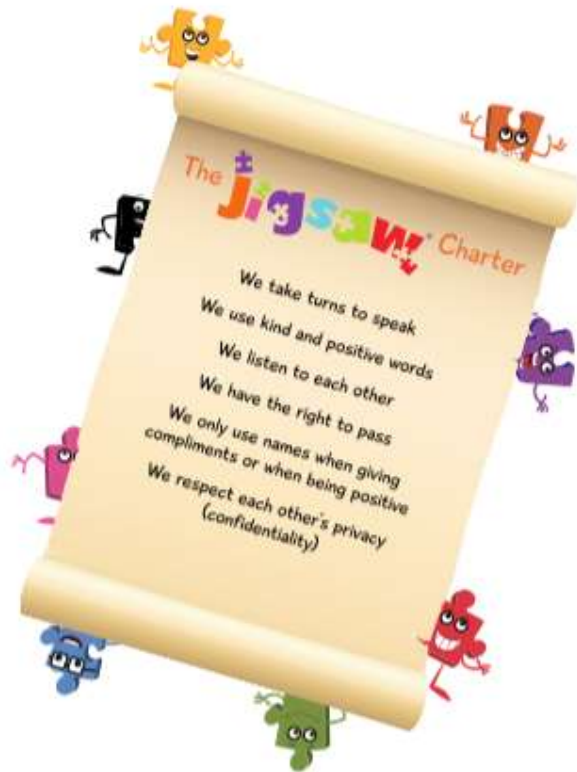 The jigsaw® Charter
We take turns to speak
We use kind and positive words
We listen to each other
We have the right to pass
We only use names when giving
compliments or when being positive
We respect each other's privacy
(confidentiality)